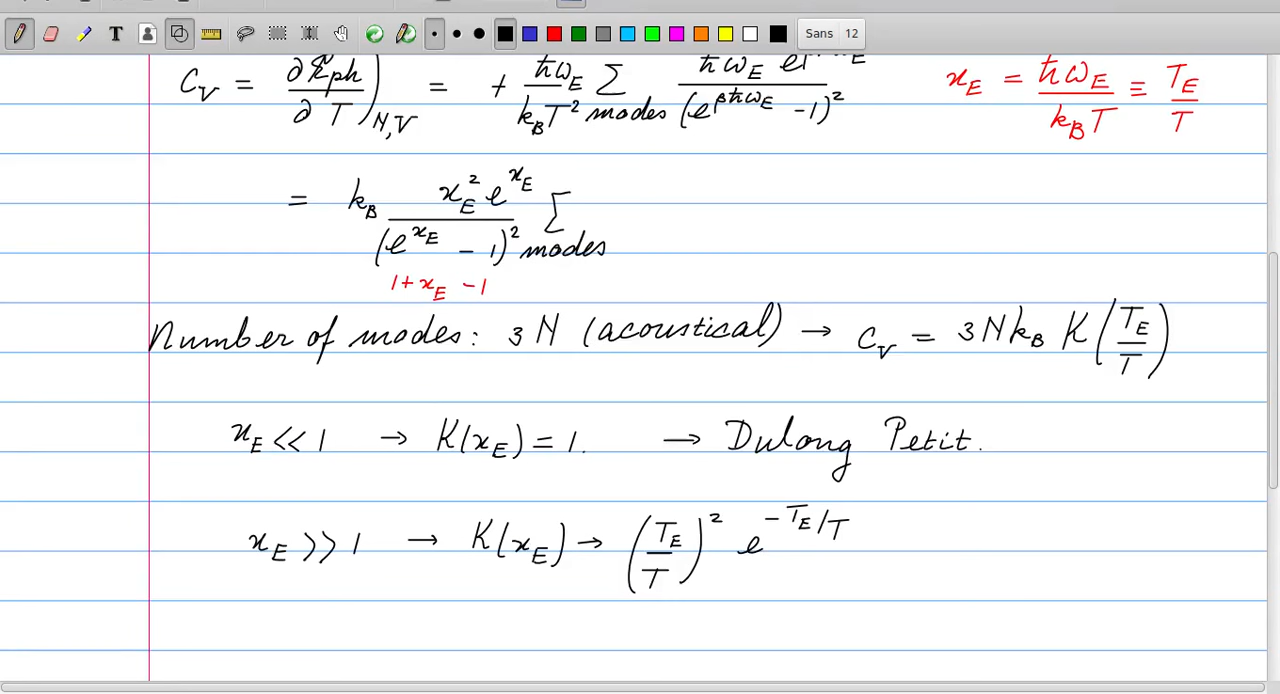 Sans 12
C_V = ∂E_ph / ∂T )_{N,V} = + ħω_E / k_B T² Σ_modes ħω_E e^{βħω_E} / (e^{βħω_E} - 1)² x_E = ħω_E / k_B T ≡ T_E / T
= k_B x_E² e^{x_E} / (e^{x_E} - 1)² Σ_modes
1 + x_E - 1
Number of modes: 3N (acoustical) → C_V = 3Nk_B K(T_E / T)
x_E << 1 → K(x_E) = 1. → Dulong Petit.
x_E >> 1 → K(x_E) → (T_E / T)² e^{-T_E/T}